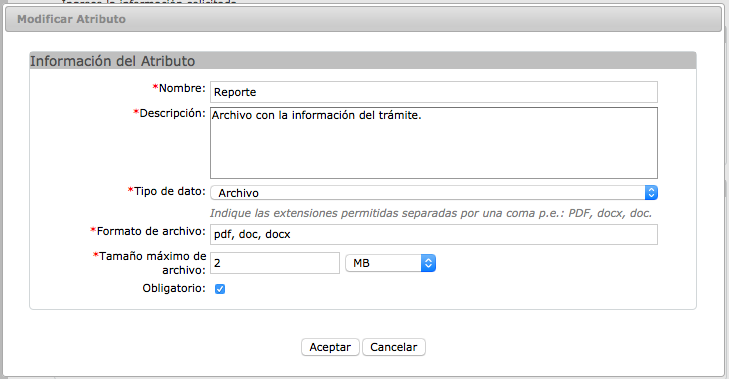 Modificar Atributo
Información del Atributo
*Nombre: Reporte
*Descripción: Archivo con la información del trámite.
*Tipo de dato: Archivo
Indique las extensiones permitidas separadas por una coma p.e.: PDF, docx, doc.
*Formato de archivo: pdf, doc, docx
*Tamaño máximo de
archivo: 2 MB
Obligatorio:
Aceptar Cancelar